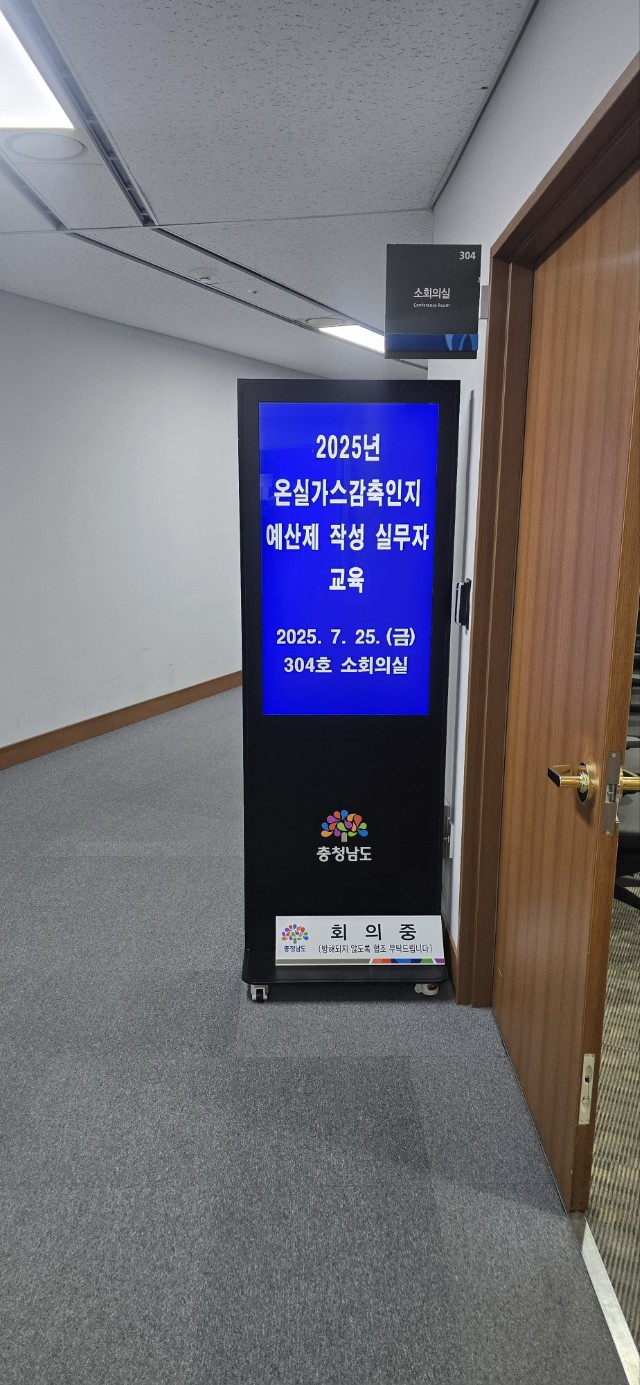 304
소회의실
Conference Room
2025년
온실가스감축인지
예산제 작성 실무자
교육
2025. 7. 25. (금)
304호 소회의실
충청남도
회 의 중
충청남도
(방해되지 않도록 협조 부탁드립니다)